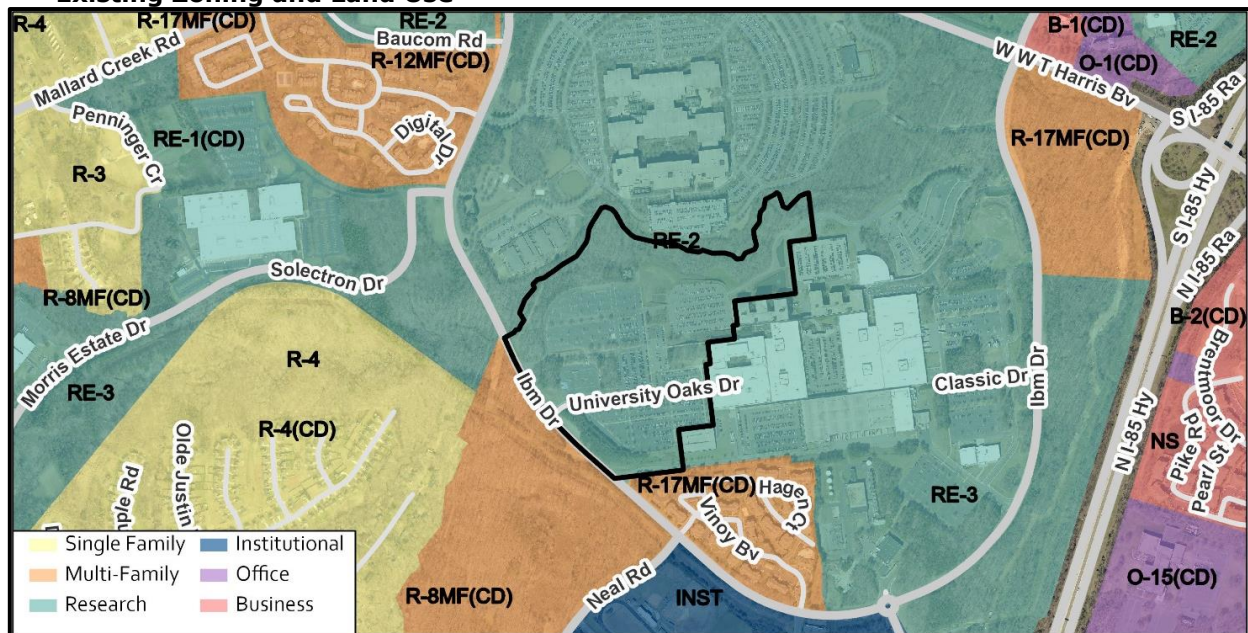 Existing Zoning and Land Use
R-4
R-17MF(CD)
RE-2
Baucom Rd
R-12MF(CD)
Mallard Creek Rd
Penninger Cr
RE-1(CD)
Digital Dr
R-3
R-8MF(CD)
Solectron Dr
Morris Estate Dr
RE-3
R-4
R-4(CD)
Olde Justin
ple Rd
B-1(CD)
O-1(CD)
RE-2
W W T Harris Bv
S I-85 Ra
R-17MF(CD)
S I-85 Hy
N I-85 Ra
RE-2
B-2(CD)
Brentmoor Dr
University Oaks Dr
Ibm Dr
Classic Dr
Ibm Dr
N I-85 Hy
NS
Pike Rd
Pearl St
R-17MF(CD)
Hagen Ct
Vinoy Bv
RE-3
O-15(CD)
Neal Rd
R-8MF(CD)
INST
Single Family
Institutional
Multi-Family
Office
Research
Business